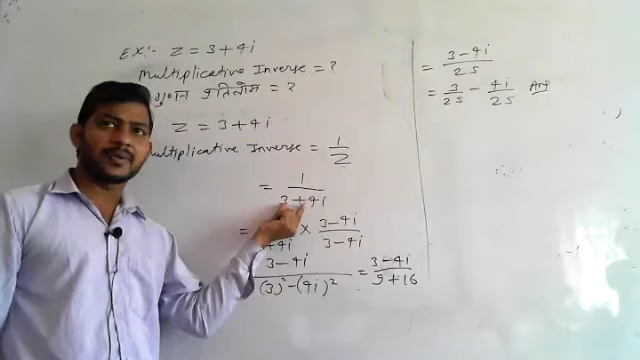 Ex:- Z = 3+4i
Multiplicative Inverse = ?
गुणन प्रतिलोम = ?
Z = 3+4i
Multiplicative Inverse = 1/Z
= 1/(3+4i)
= +4i × (3-4i)/(3-4i)
(3-4i)/((3)² - (4i)²) = (3-4i)/(9+16)
= (3-4i)/25
= 3/25 - 4i/25 Ans